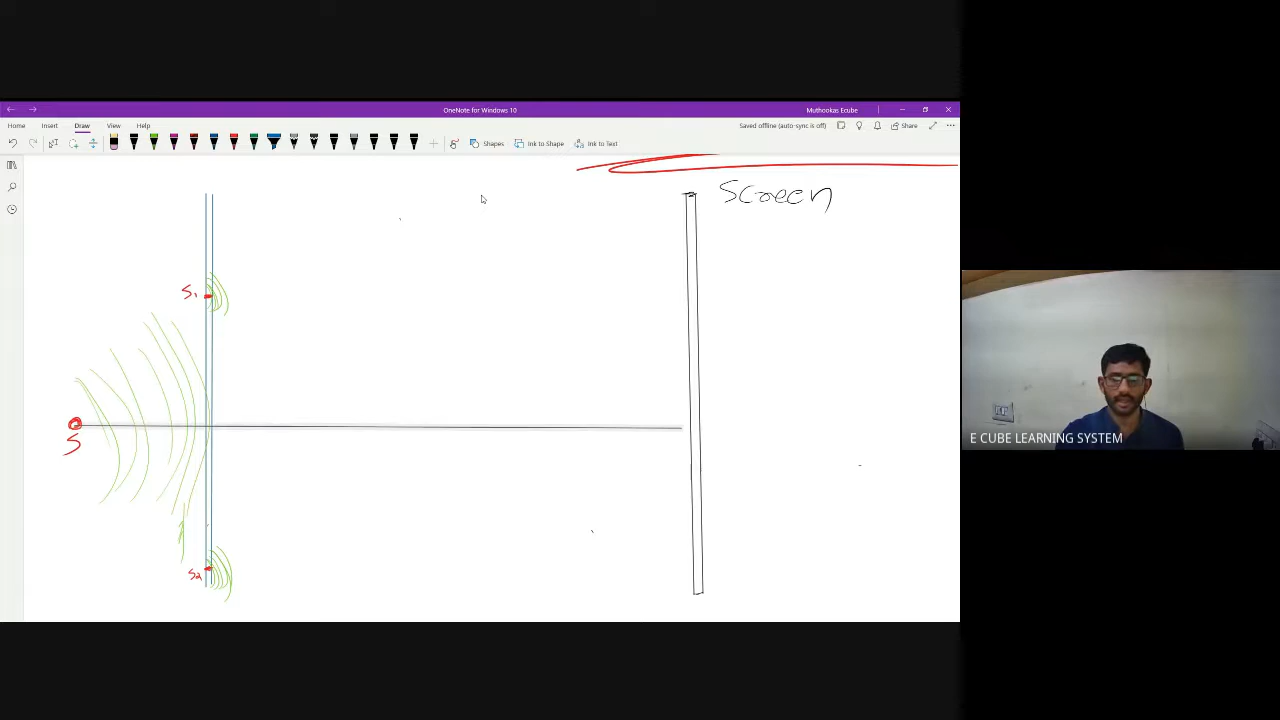 OneNote for Windows 10
Muthookas Ecube
Home Insert Draw View Help
Saved offline (auto-sync is off)
Share
Shapes
Ink to Shape
Ink to Text
Screen
S1
S
S2
E CUBE LEARNING SYSTEM